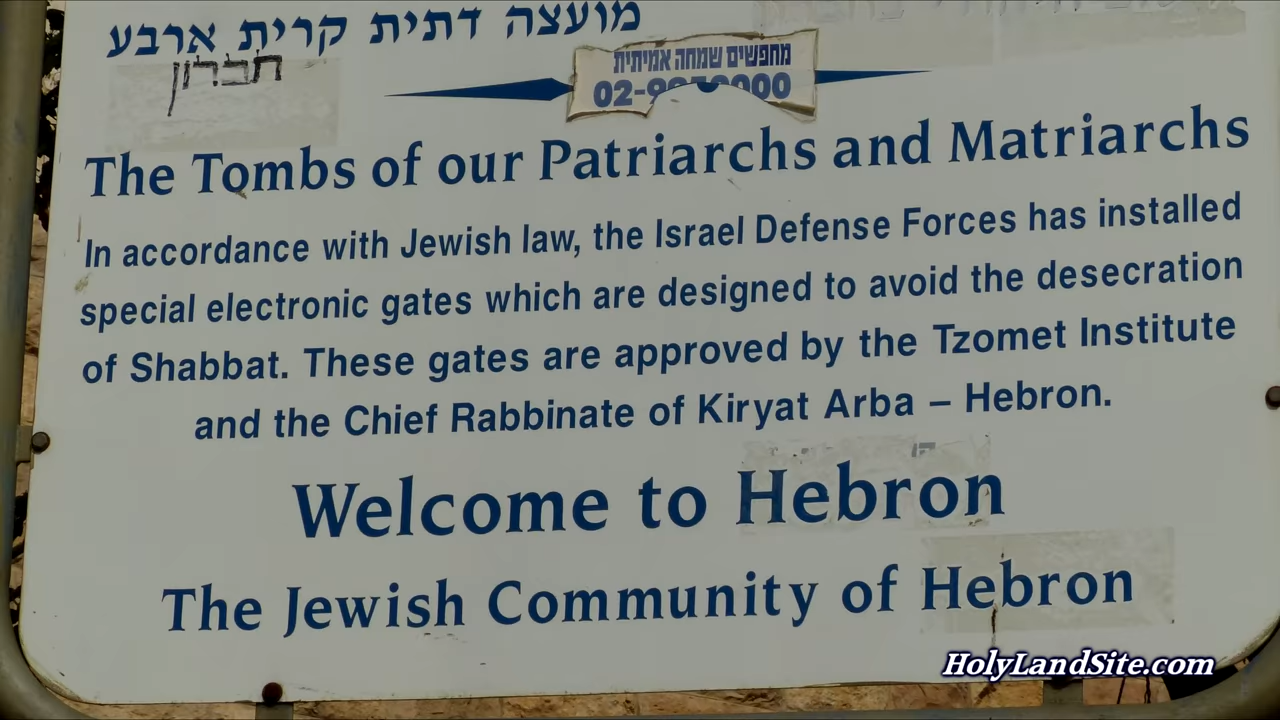 מועצה דתית קרית ארבע
חברון
מחפשים שמחה אמיתית
The Tombs of our Patriarchs and Matriarchs
In accordance with Jewish law, the Israel Defense Forces has installed
special electronic gates which are designed to avoid the desecration
of Shabbat. These gates are approved by the Tzomet Institute
and the Chief Rabbinate of Kiryat Arba – Hebron.
Welcome to Hebron
The Jewish Community of Hebron
HolyLandSite.com